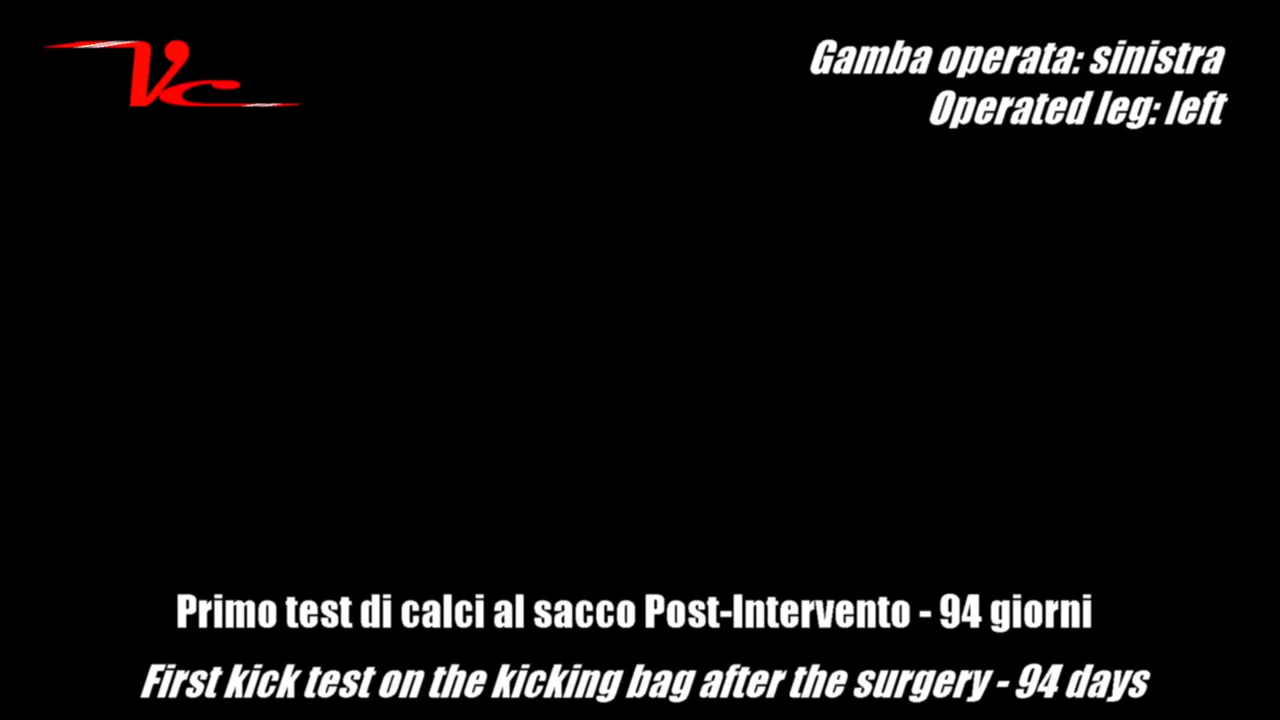 VC
Gamba operata: sinistra
Operated leg: left
Primo test di calci al sacco Post-Intervento - 94 giorni
First kick test on the kicking bag after the surgery - 94 days